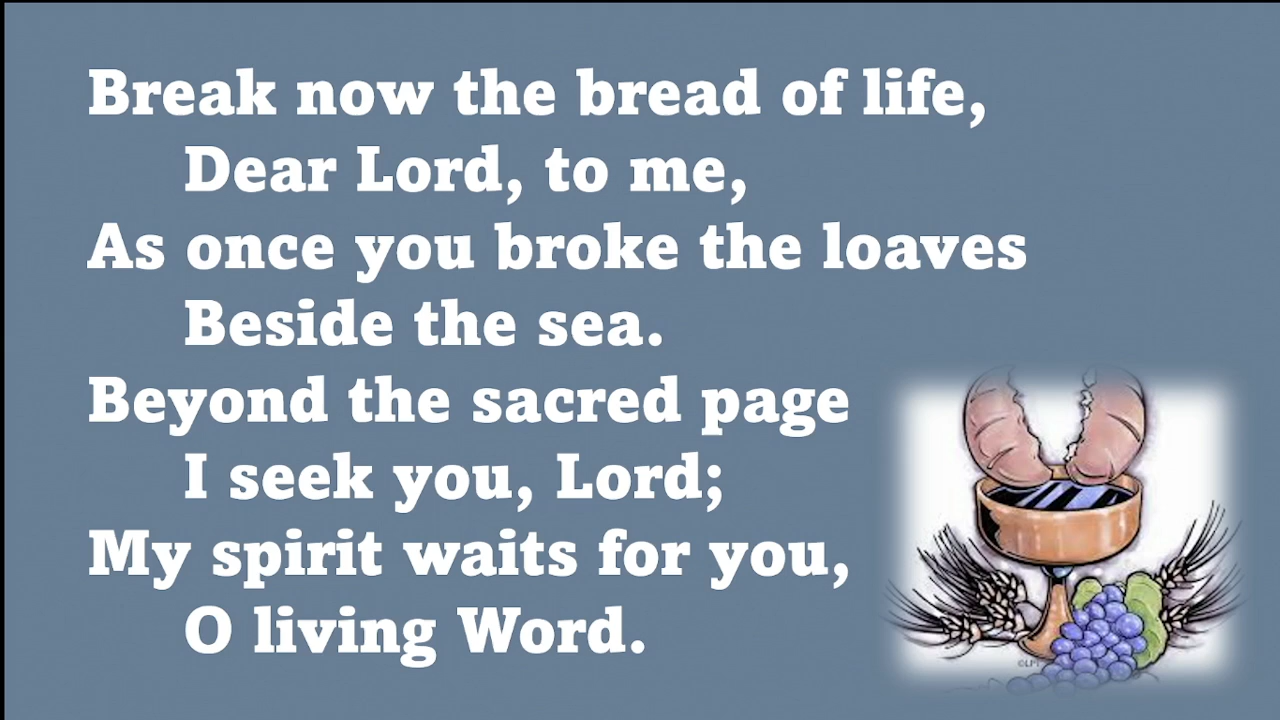 Break now the bread of life,
Dear Lord, to me,
As once you broke the loaves
Beside the sea.
Beyond the sacred page
I seek you, Lord;
My spirit waits for you,
O living Word.
©LPi